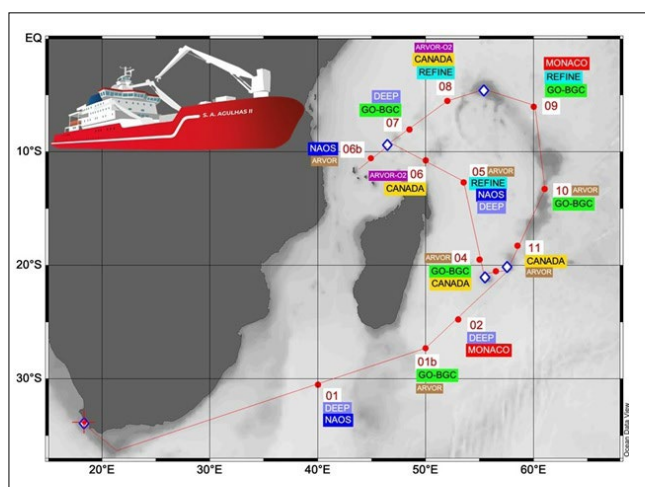 EQ
10°S
20°S
30°S
20°E
30°E
40°E
50°E
60°E
S. A. AGULHAS II
ARVOR-O2
CANADA
REFINE
08
MONACO
REFINE
GO-BGC
09
DEEP
GO-BGC
07
NAOS
ARVOR
06b
ARVOR-O2 06
CANADA
05 ARVOR
REFINE
NAOS
DEEP
10 ARVOR
GO-BGC
11
CANADA
ARVOR
ARVOR 04
GO-BGC
CANADA
02
DEEP
MONACO
01b
GO-BGC
ARVOR
01
DEEP
NAOS
Ocean Data View